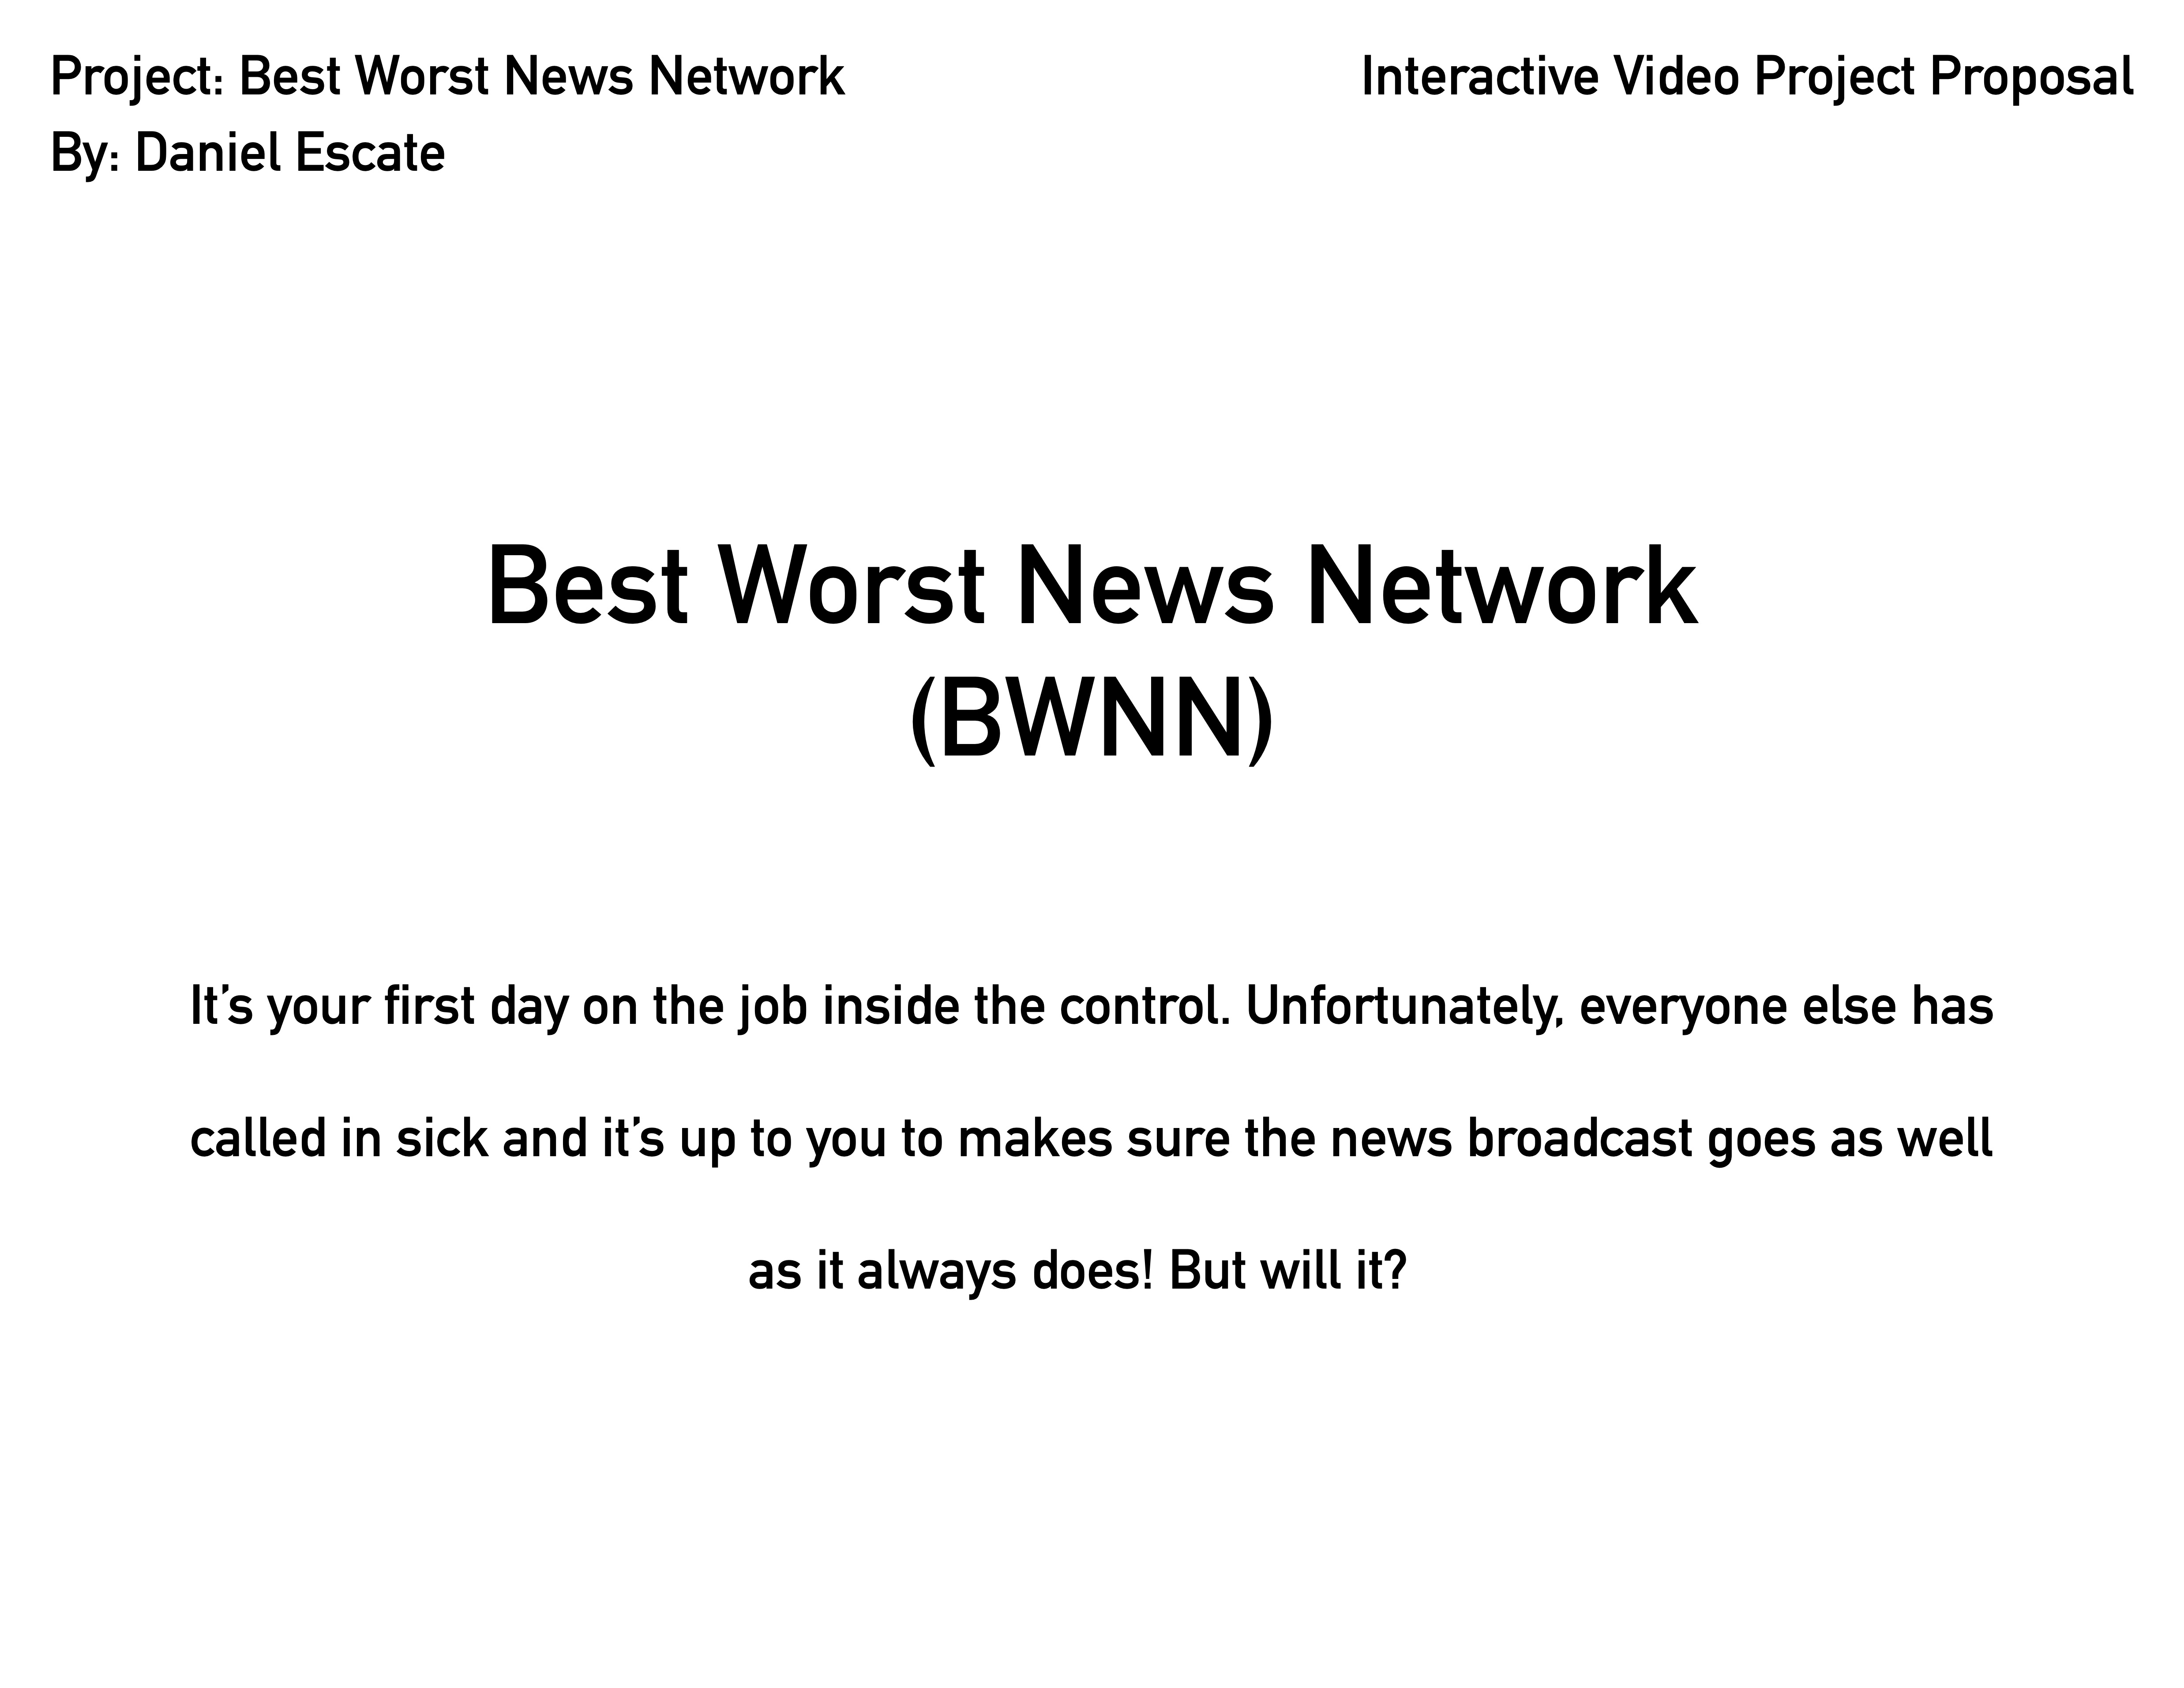 Project: Best Worst News Network
Interactive Video Project Proposal
By: Daniel Escate
Best Worst News Network
(BWNN)
It’s your first day on the job inside the control. Unfortunately, everyone else has
called in sick and it’s up to you to makes sure the news broadcast goes as well
as it always does! But will it?